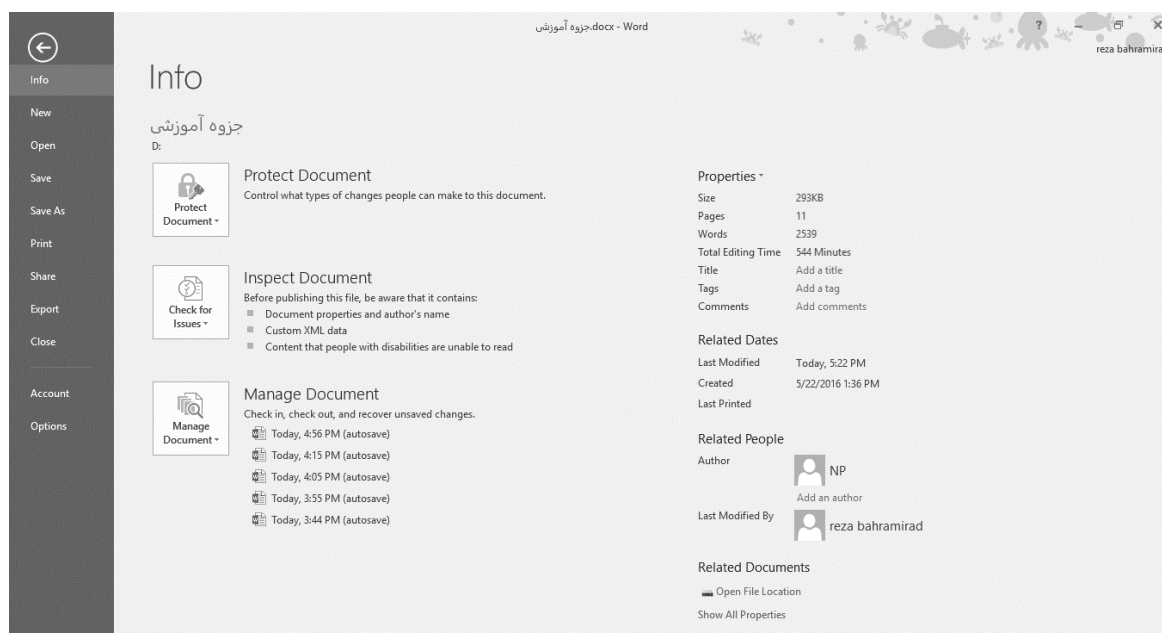 جزوه آموزشی.docx - Word
?
reza bahramira
Info
New
Open
Save
Save As
Print
Share
Export
Close
Account
Options
Info
جزوه آموزشی
D:
Protect Document
Protect Document
Control what types of changes people can make to this document.
Check for Issues
Inspect Document
Before publishing this file, be aware that it contains:
Document properties and author's name
Custom XML data
Content that people with disabilities are unable to read
Manage Document
Manage Document
Check in, check out, and recover unsaved changes.
Today, 4:56 PM (autosave)
Today, 4:15 PM (autosave)
Today, 4:05 PM (autosave)
Today, 3:55 PM (autosave)
Today, 3:44 PM (autosave)
Properties
Size 293KB
Pages 11
Words 2539
Total Editing Time 544 Minutes
Title Add a title
Tags Add a tag
Comments Add comments
Related Dates
Last Modified Today, 5:22 PM
Created 5/22/2016 1:36 PM
Last Printed
Related People
Author NP
Add an author
Last Modified By reza bahramirad
Related Documents
Open File Location
Show All Properties